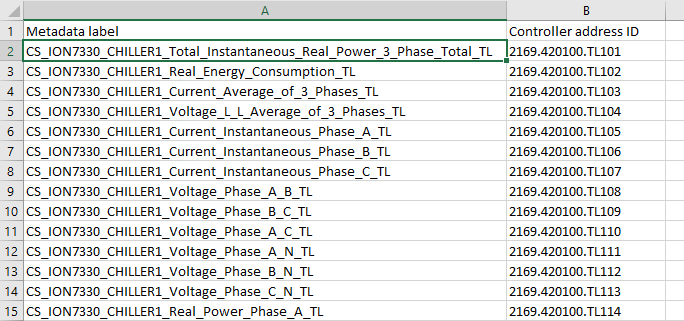 A B
1 Metadata label Controller address ID
2 CS_ION7330_CHILLER1_Total_Instantaneous_Real_Power_3_Phase_Total_TL 2169.420100.TL101
3 CS_ION7330_CHILLER1_Real_Energy_Consumption_TL 2169.420100.TL102
4 CS_ION7330_CHILLER1_Current_Average_of_3_Phases_TL 2169.420100.TL103
5 CS_ION7330_CHILLER1_Voltage_L_L_Average_of_3_Phases_TL 2169.420100.TL104
6 CS_ION7330_CHILLER1_Current_Instantaneous_Phase_A_TL 2169.420100.TL105
7 CS_ION7330_CHILLER1_Current_Instantaneous_Phase_B_TL 2169.420100.TL106
8 CS_ION7330_CHILLER1_Current_Instantaneous_Phase_C_TL 2169.420100.TL107
9 CS_ION7330_CHILLER1_Voltage_Phase_A_B_TL 2169.420100.TL108
10 CS_ION7330_CHILLER1_Voltage_Phase_B_C_TL 2169.420100.TL109
11 CS_ION7330_CHILLER1_Voltage_Phase_A_C_TL 2169.420100.TL110
12 CS_ION7330_CHILLER1_Voltage_Phase_A_N_TL 2169.420100.TL111
13 CS_ION7330_CHILLER1_Voltage_Phase_B_N_TL 2169.420100.TL112
14 CS_ION7330_CHILLER1_Voltage_Phase_C_N_TL 2169.420100.TL113
15 CS_ION7330_CHILLER1_Real_Power_Phase_A_TL 2169.420100.TL114